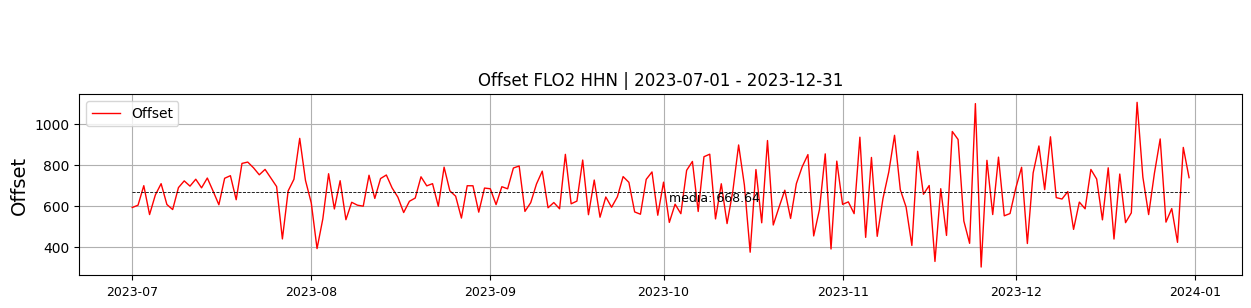 Offset FLO2 HHN | 2023-07-01 - 2023-12-31
Offset
Offset
1000
800
600
400
media: 668.64
2023-07
2023-08
2023-09
2023-10
2023-11
2023-12
2024-01